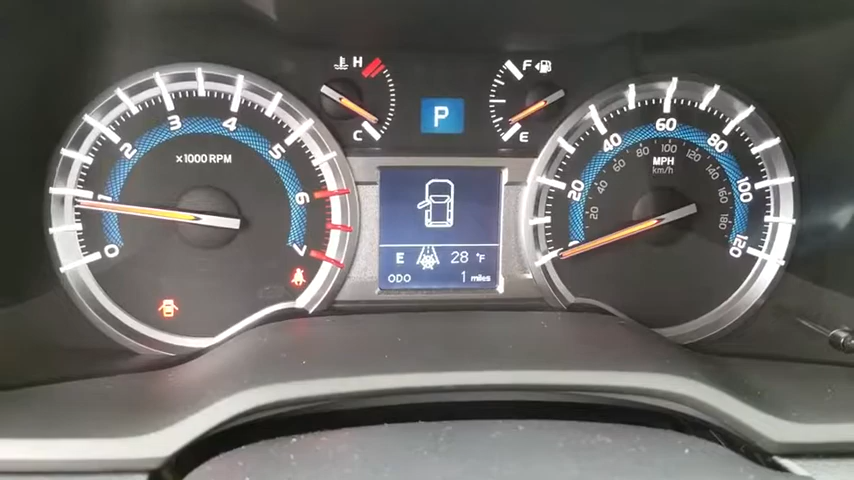 0 1 2 3 4 5 6 7
x1000 RPM
H
C
P
F
E
E 28 °F
ODO 1 miles
0 20 40 60 80 100 120
MPH
km/h
20 40 60 80 100 120 140 160 180